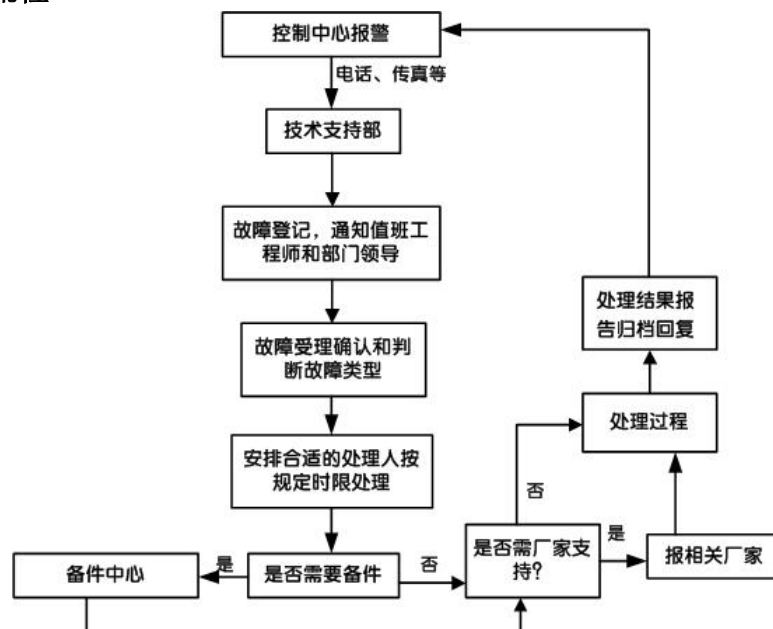 控制中心报警
电话、传真等
技术支持部
故障登记，通知值班工
程师和部门领导
处理结果报
告归档回复
故障受理确认和判
断故障类型
处理过程
安排合适的处理人按
规定时限处理
否
是否需厂家支
持？
是
报相关厂家
备件中心
是
是否需要备件
否